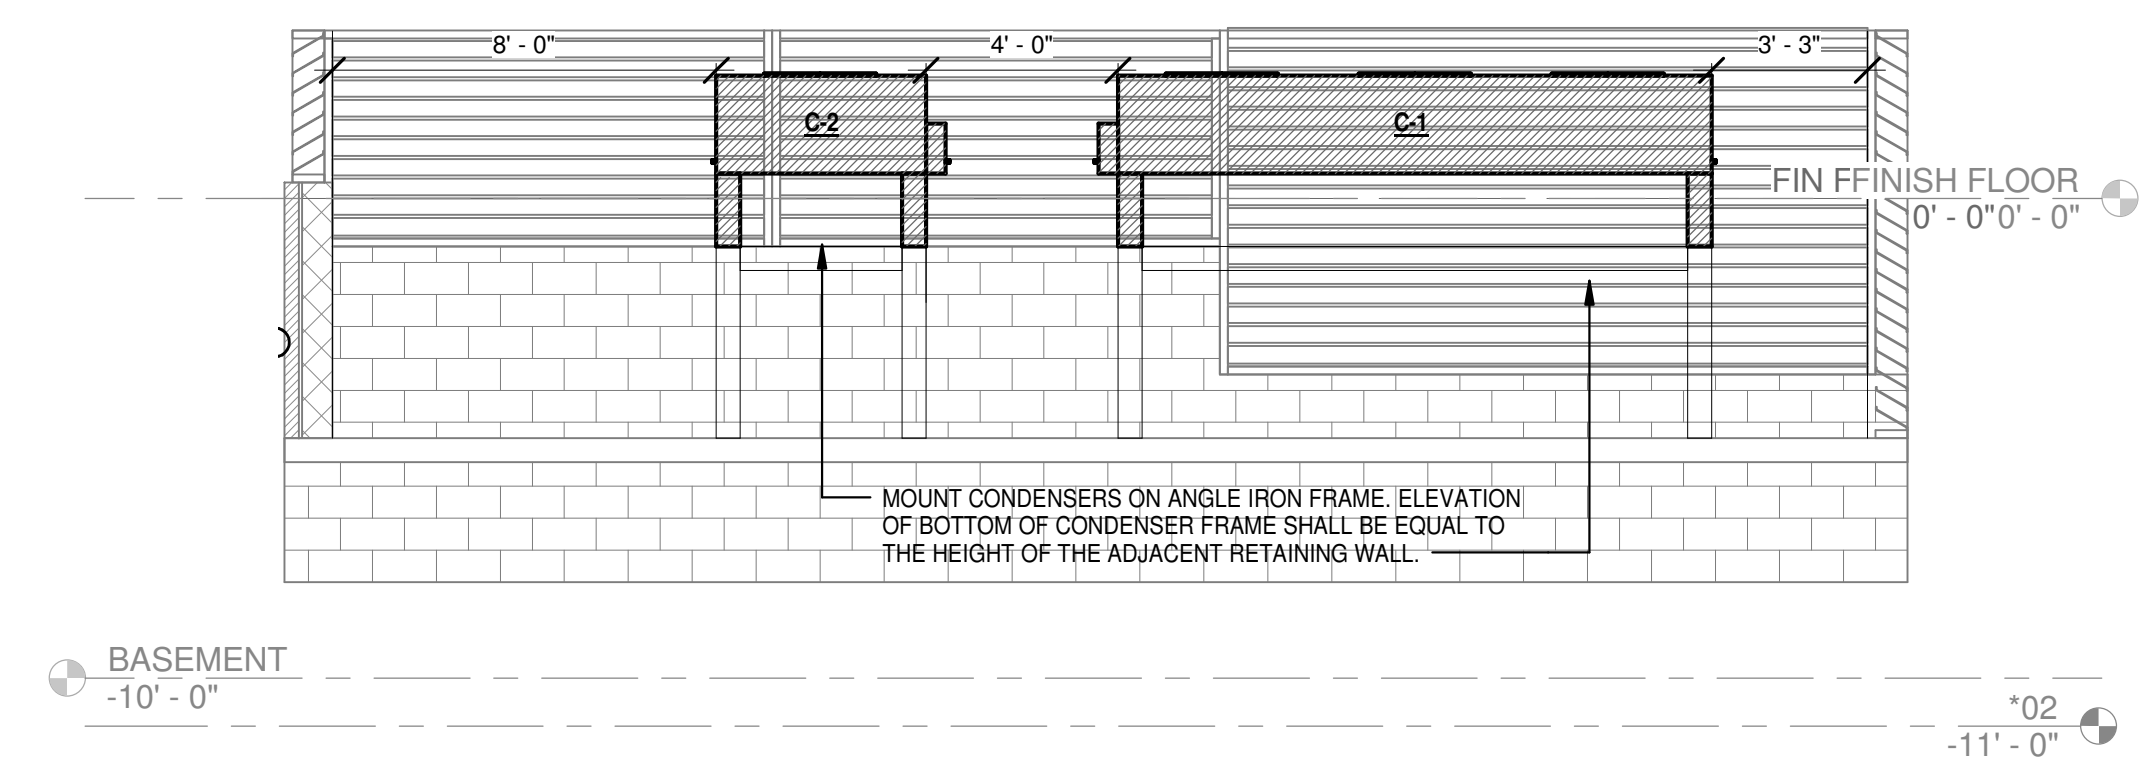 8' - 0"
4' - 0"
3' - 3"
C-2
C-1
FIN FFINISH FLOOR
0' - 0"0' - 0"
MOUNT CONDENSERS ON ANGLE IRON FRAME. ELEVATION
OF BOTTOM OF CONDENSER FRAME SHALL BE EQUAL TO
THE HEIGHT OF THE ADJACENT RETAINING WALL.
BASEMENT
-10' - 0"
*02
-11' - 0"